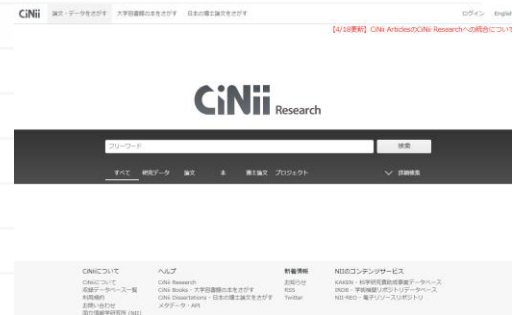 CiNii 論文・データをさがす 大学図書館の本をさがす 日本の博士論文をさがす ログイン English
【4/18更新】CiNii ArticlesのCiNii Researchへの統合について
CiNii Research
フリーワード 検索
すべて 研究データ 論文 本 博士論文 プロジェクト 詳細検索
CiNiiについて ヘルプ 新着情報 NIIのコンテンツサービス
CiNiiについて CiNii Research お知らせ KAKEN - 科学研究費助成事業データベース
収録データベース一覧 CiNii Books - 大学図書館の本をさがす RSS IRDB - 学術機関リポジトリデータベース
利用規約 CiNii Dissertations - 日本の博士論文をさがす Twitter NII-REO - 電子リソースリポジトリ
お問い合わせ メタデータ・API
国立情報学研究所 (NII)